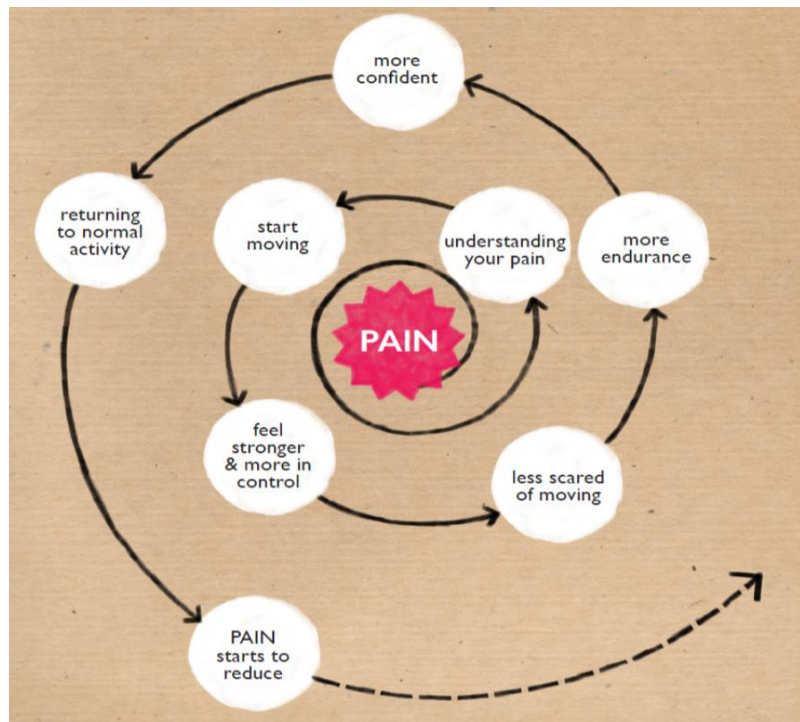 PAIN
understanding
your pain
start
moving
feel
stronger
& more in
control
less scared
of moving
more
endurance
more
confident
returning
to normal
activity
PAIN
starts to
reduce